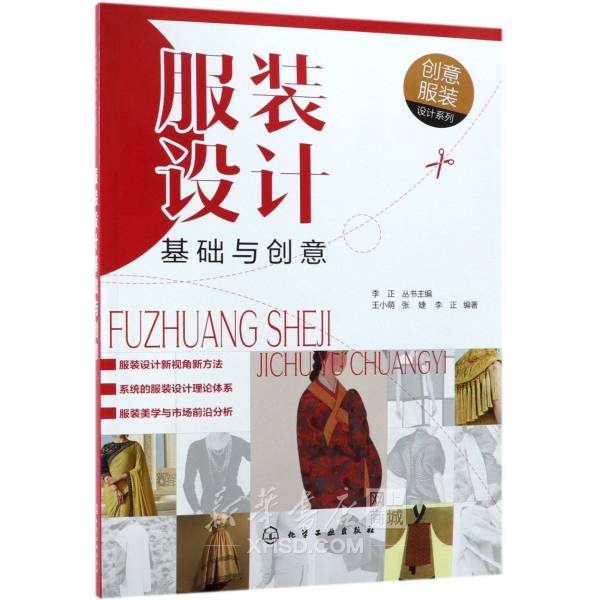 服装
设计
基础与创意
创意
服装
设计系列
李 正 丛书主编
王小萌 张 婕 李 正 编著
FUZHUANG SHEJI
JICHU YU CHUANGYI
服装设计新视角新方法
系统的服装设计理论体系
服装美学与市场前沿分析
新华书店
网上
商城
XHSD.COM
化学工业出版社